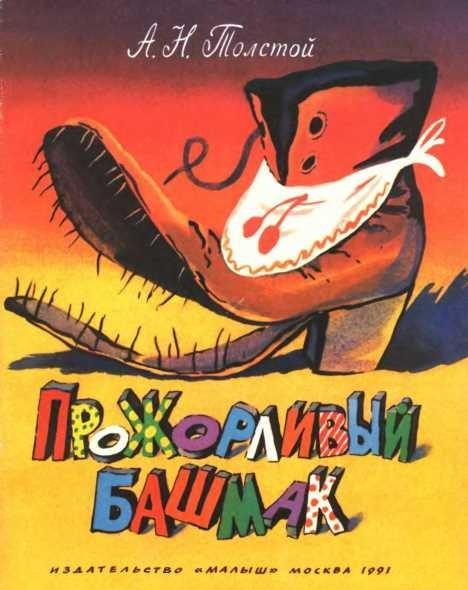 А. Н. Толстой
ПРОЖОРЛИВЫЙ
БАШМАК
ИЗДАТЕЛЬСТВО «МАЛЫШ» МОСКВА 1991